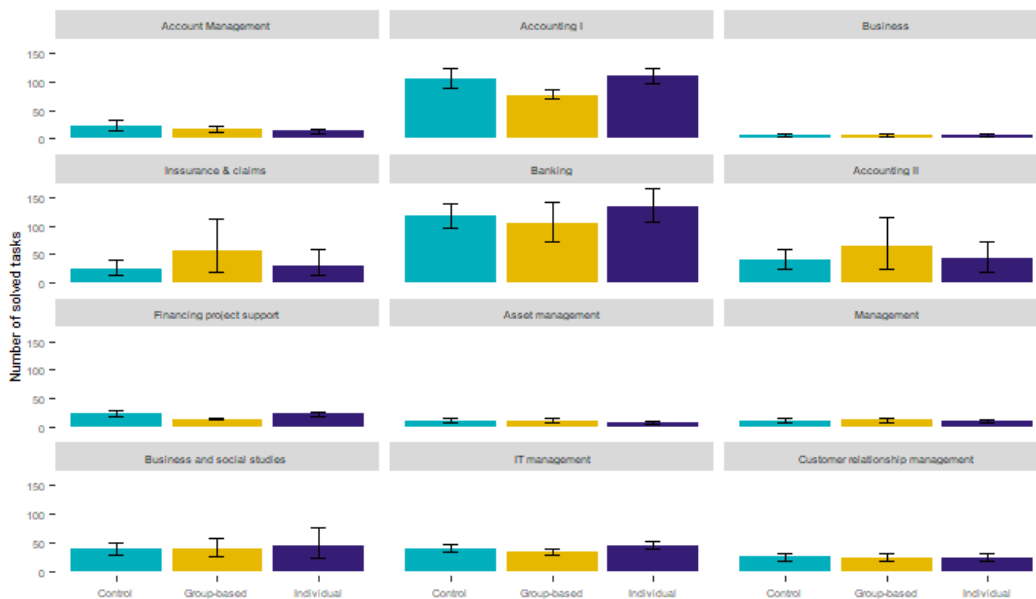 Number of solved tasks
Account Management
Accounting I
Business
150
100
50
0
Inssurance & claims
Banking
Accounting II
150
100
50
0
Financing project support
Asset management
Management
150
100
50
0
Business and social studies
IT management
Customer relationship management
150
100
50
0
Control
Group-based
Individual
Control
Group-based
Individual
Control
Group-based
Individual